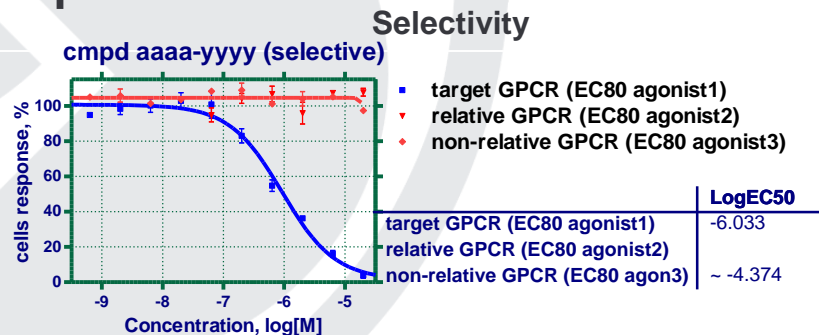 Selectivity
cmpd aaaa-yyyy (selective)
cells response, %
100
80
60
40
20
0
-9 -8 -7 -6 -5
Concentration, log[M]
target GPCR (EC80 agonist1)
relative GPCR (EC80 agonist2)
non-relative GPCR (EC80 agonist3)
LogEC50
target GPCR (EC80 agonist1) -6.033
relative GPCR (EC80 agonist2)
non-relative GPCR (EC80 agon3) ~ -4.374